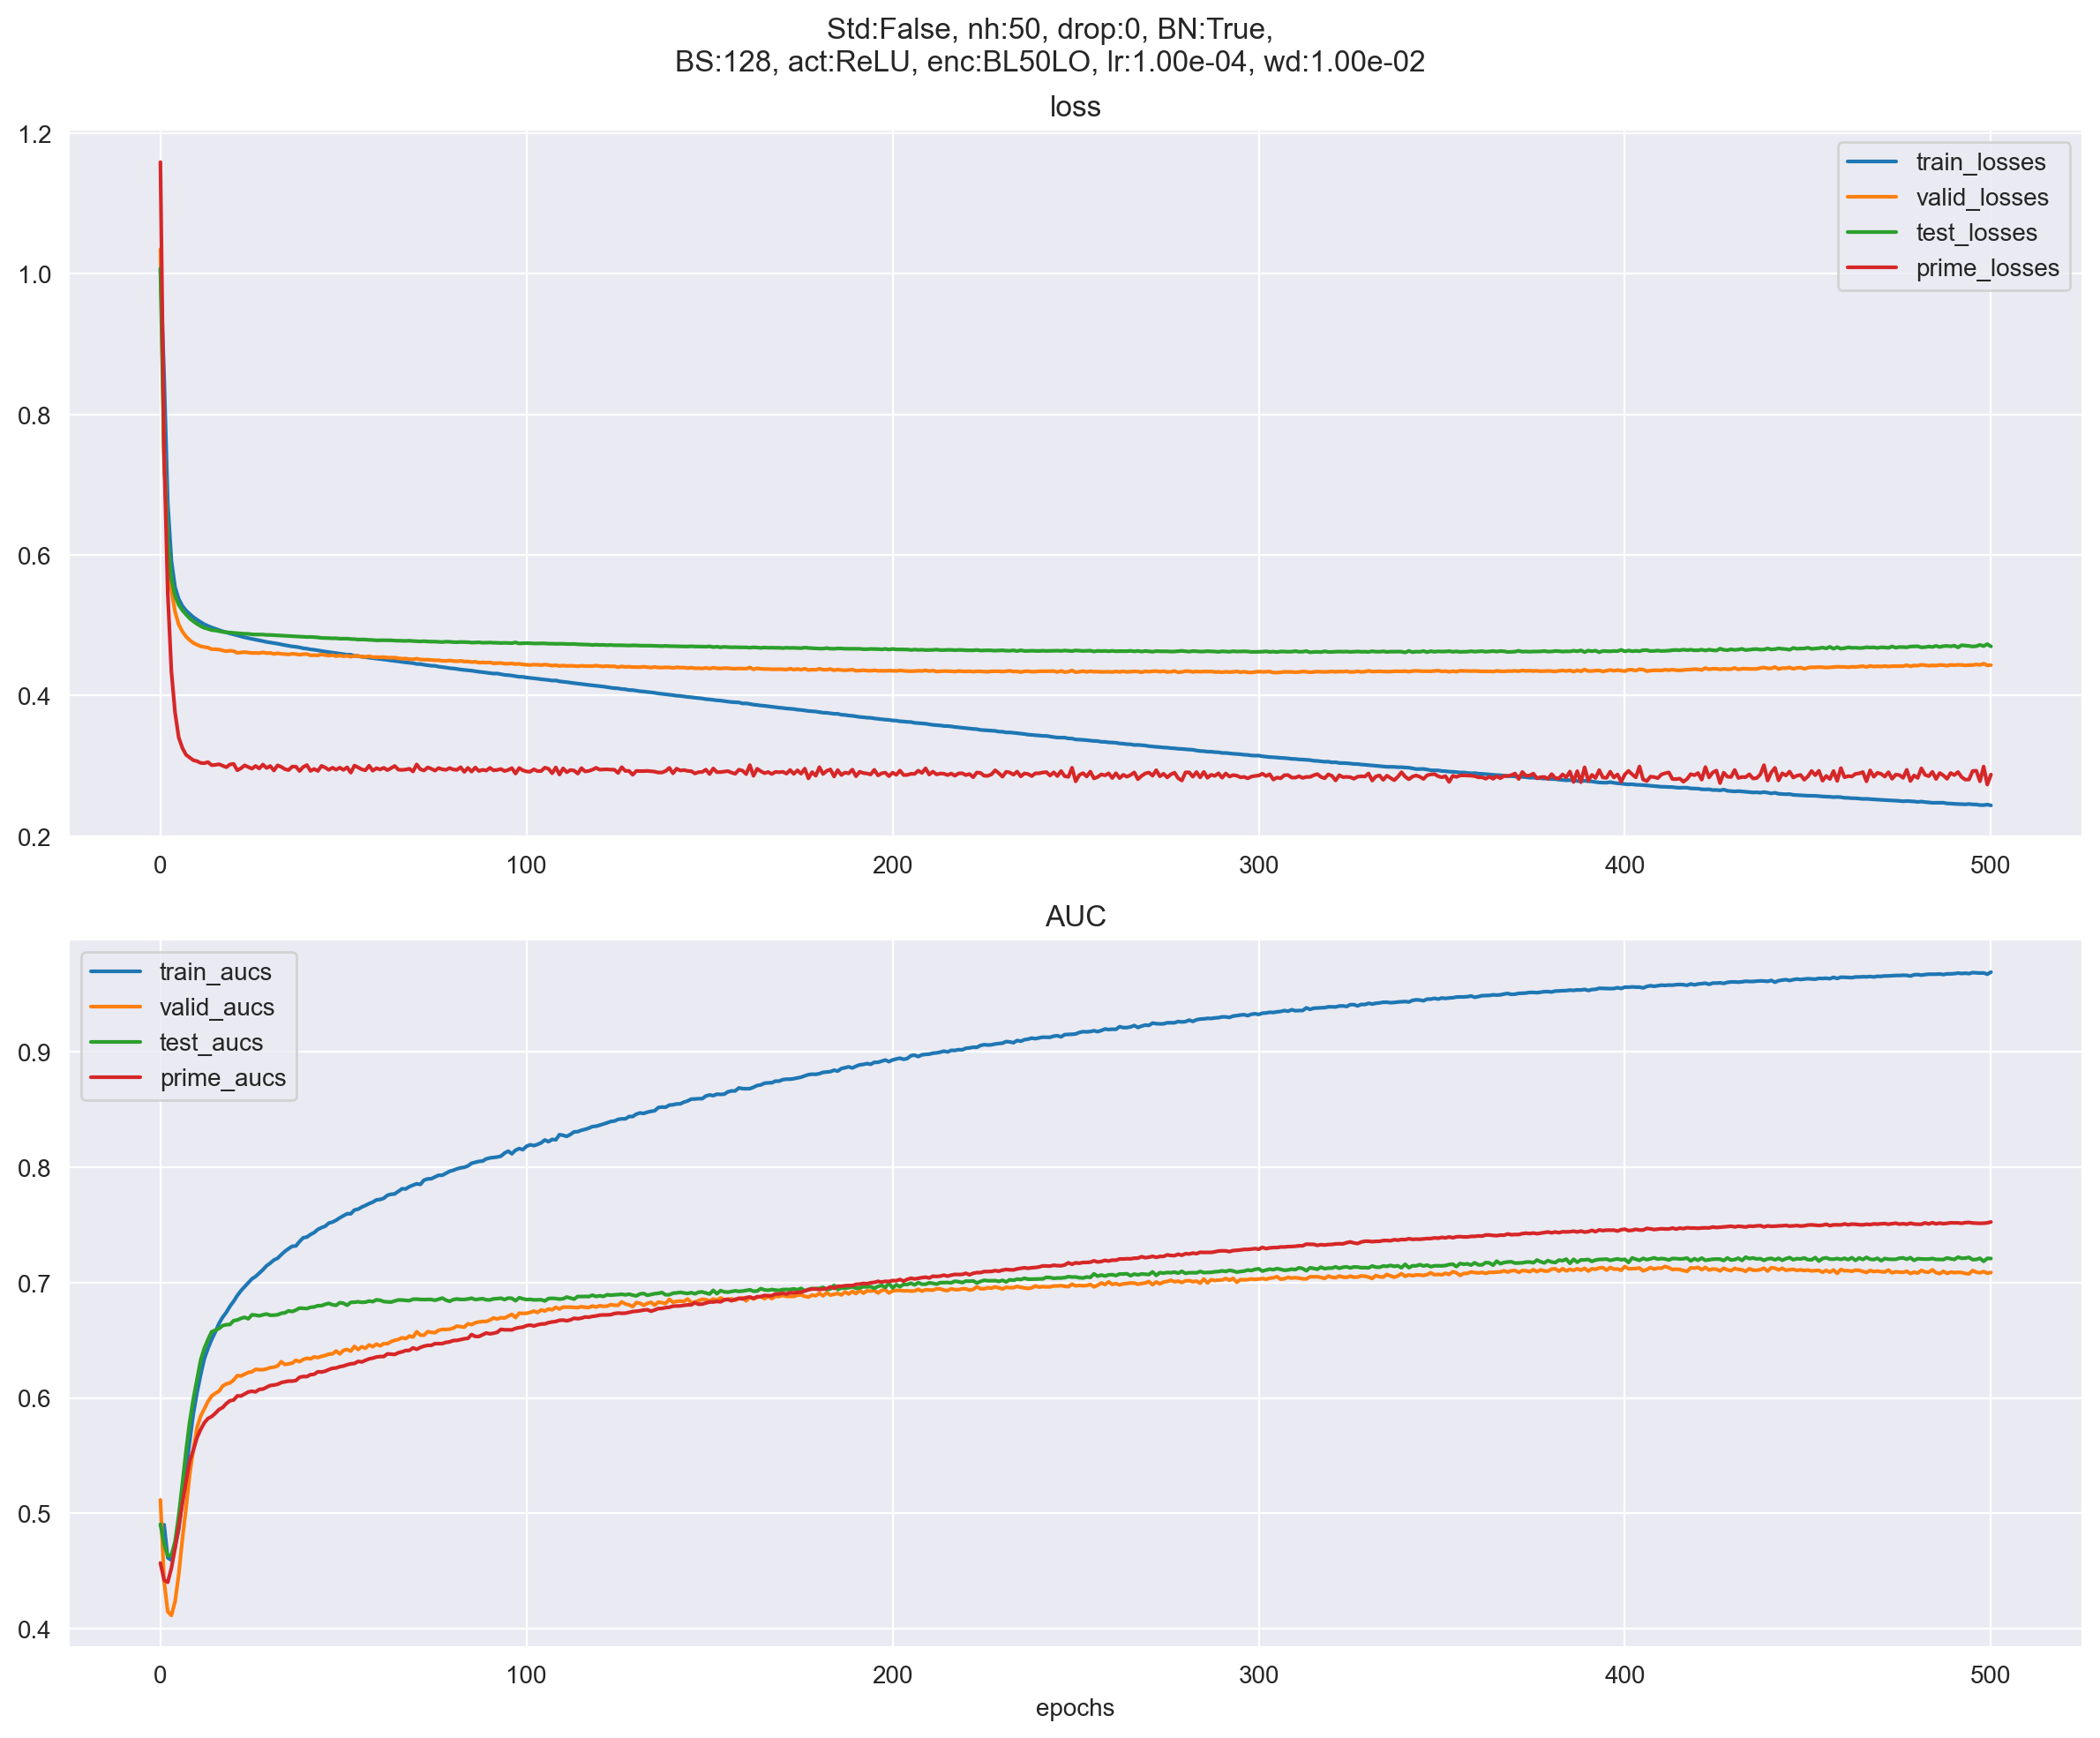 Std:False, nh:50, drop:0, BN:True,
BS:128, act:ReLU, enc:BL50LO, lr:1.00e-04, wd:1.00e-02
loss
1.2
1.0
0.8
0.6
0.4
0.2
train_losses
valid_losses
test_losses
prime_losses
0 100 200 300 400 500
AUC
train_aucs
valid_aucs
test_aucs
prime_aucs
0.9
0.8
0.7
0.6
0.5
0.4
0 100 200 300 400 500
epochs